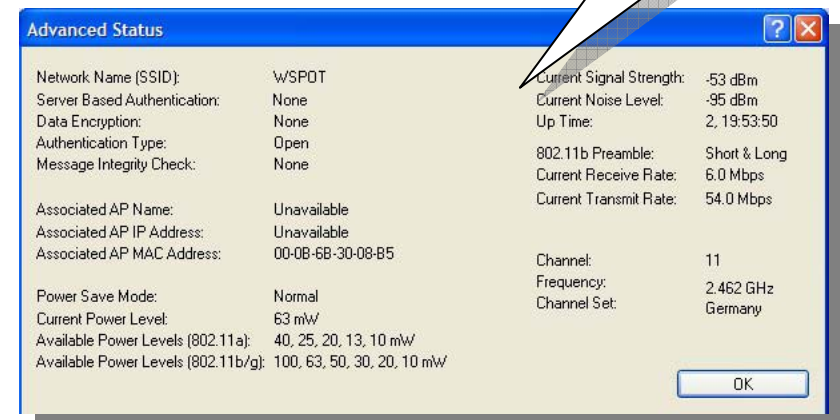 Advanced Status
Network Name (SSID): WSPOT
Server Based Authentication: None
Data Encryption: None
Authentication Type: Open
Message Integrity Check: None
Associated AP Name: Unavailable
Associated AP IP Address: Unavailable
Associated AP MAC Address: 00-0B-6B-30-08-B5
Power Save Mode: Normal
Current Power Level: 63 mW
Available Power Levels (802.11a): 40, 25, 20, 13, 10 mW
Available Power Levels (802.11b/g): 100, 63, 50, 30, 20, 10 mW
Current Signal Strength: -53 dBm
Current Noise Level: -95 dBm
Up Time: 2, 19:53:50
802.11b Preamble: Short & Long
Current Receive Rate: 6.0 Mbps
Current Transmit Rate: 54.0 Mbps
Channel: 11
Frequency: 2.462 GHz
Channel Set: Germany
OK